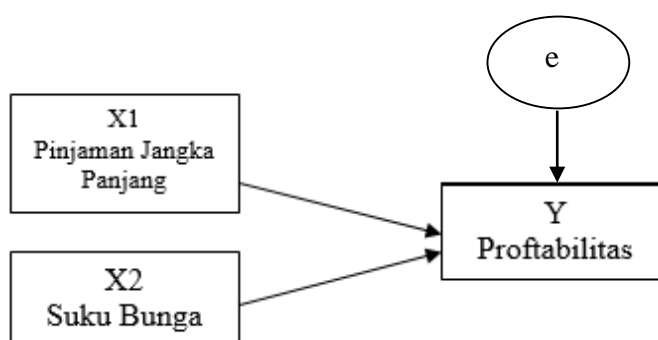 e
X1
Pinjaman Jangka
Panjang
Y
Proftabilitas
X2
Suku Bunga